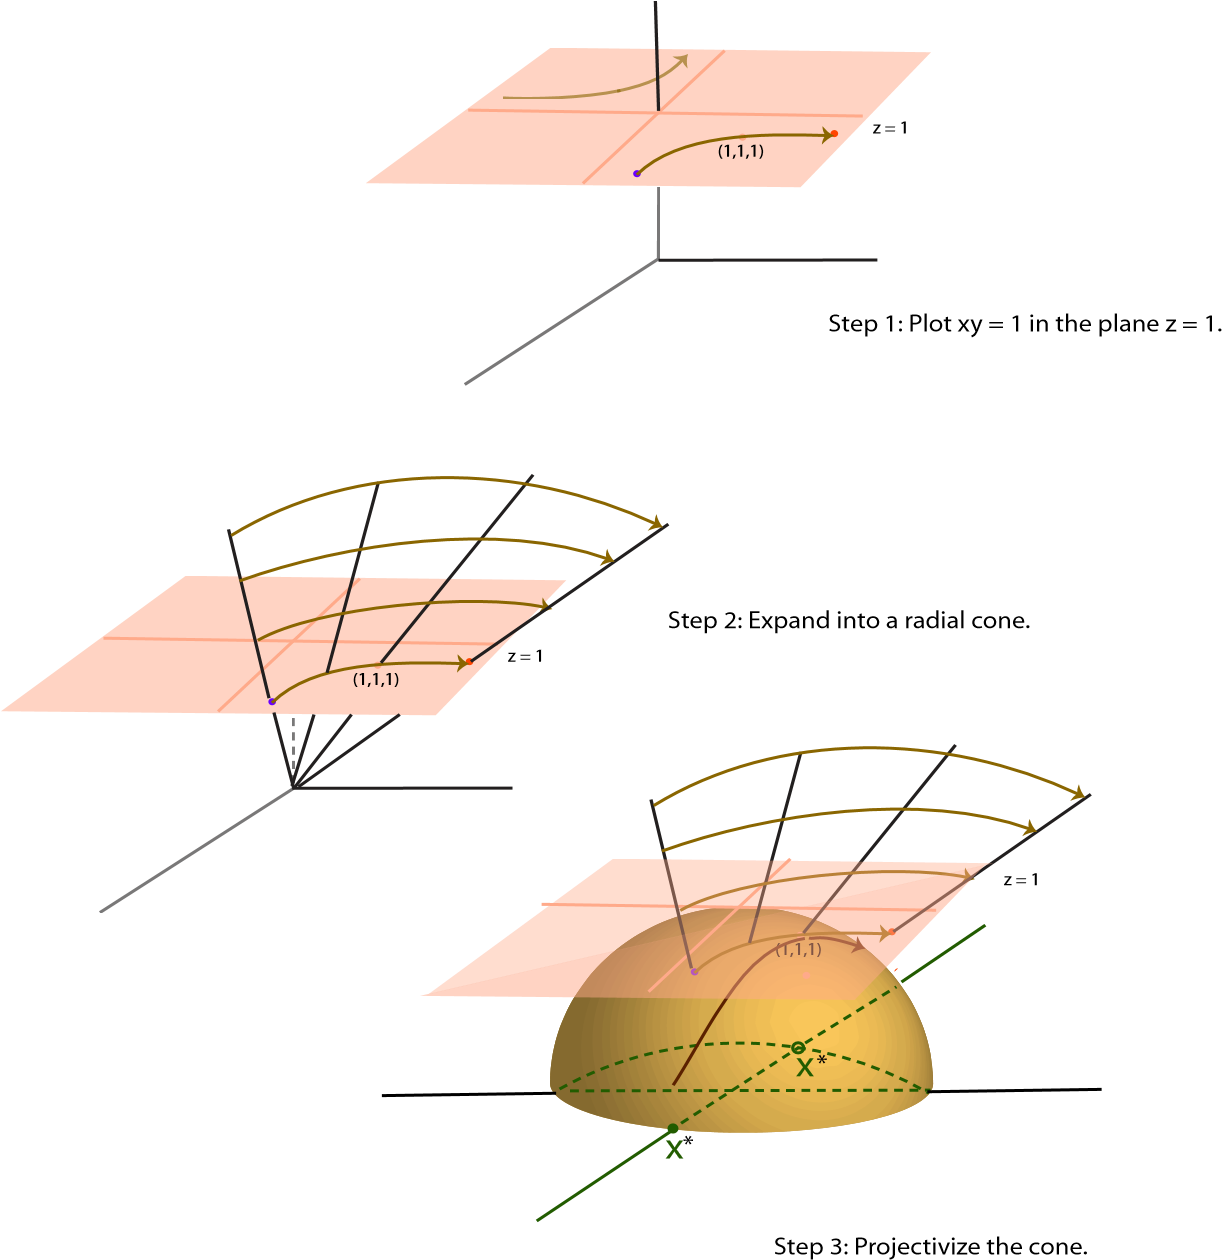 z = 1
(1,1,1)
Step 1: Plot xy = 1 in the plane z = 1.
Step 2: Expand into a radial cone.
z = 1
(1,1,1)
z = 1
(1,1,1)
X*
X*
Step 3: Projectivize the cone.